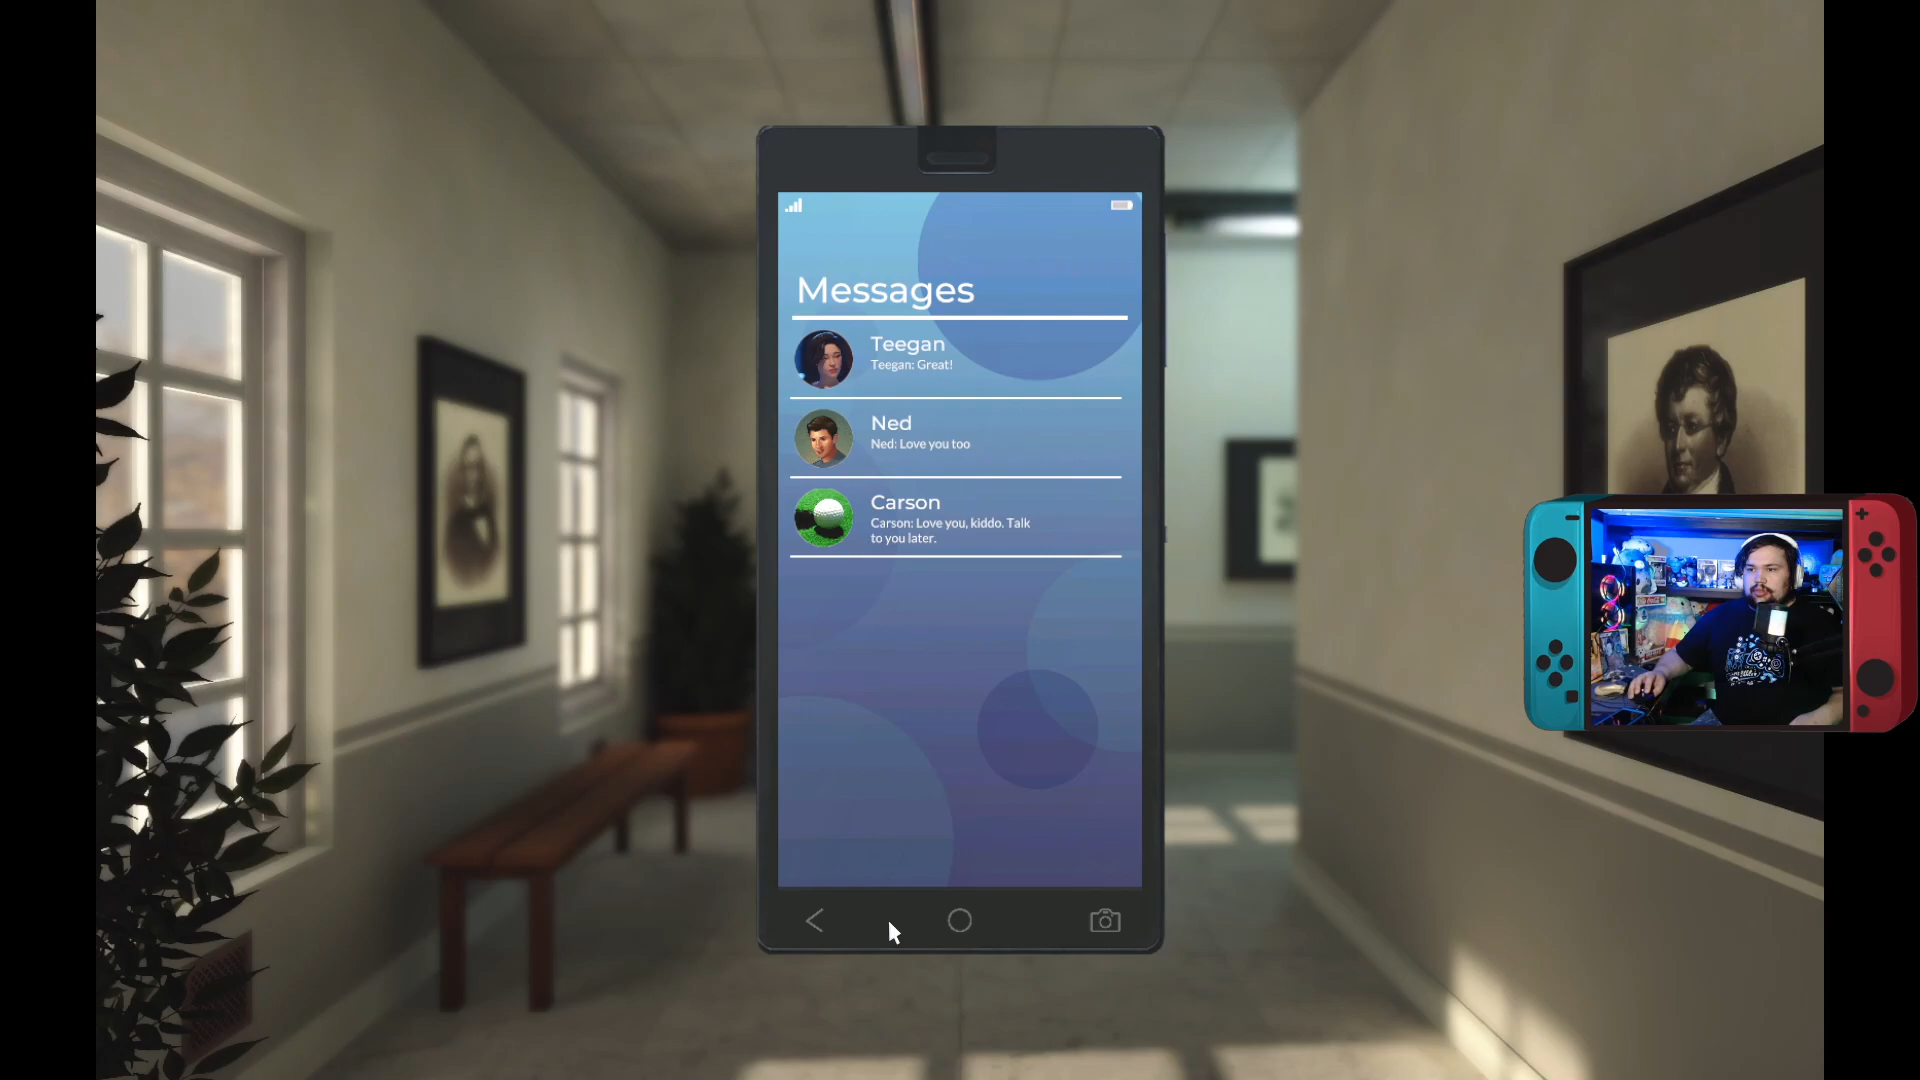 Messages
Teegan
Teegan: Great!
Ned
Ned: Love you too
Carson
Carson: Love you, kiddo. Talk
to you later.